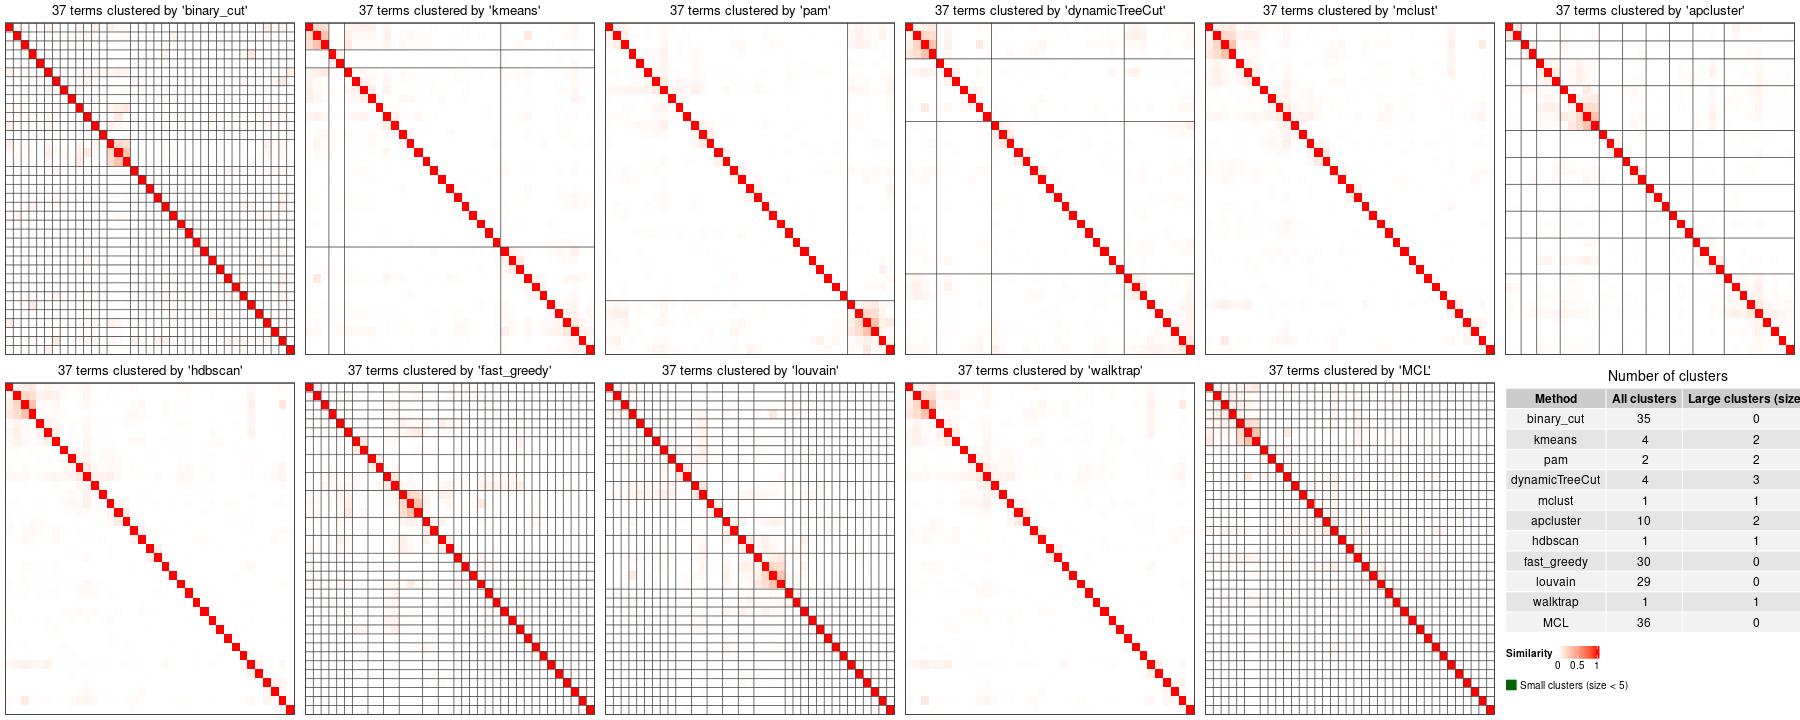 37 terms clustered by 'binary_cut'
37 terms clustered by 'kmeans'
37 terms clustered by 'pam'
37 terms clustered by 'dynamicTreeCut'
37 terms clustered by 'mclust'
37 terms clustered by 'apcluster'
37 terms clustered by 'hdbscan'
37 terms clustered by 'fast_greedy'
37 terms clustered by 'louvain'
37 terms clustered by 'walktrap'
37 terms clustered by 'MCL'
Number of clusters
Method All clusters Large clusters (size
binary_cut 35 0
kmeans 4 2
pam 2 2
dynamicTreeCut 4 3
mclust 1 1
apcluster 10 2
hdbscan 1 1
fast_greedy 30 0
louvain 29 0
walktrap 1 1
MCL 36 0
Similarity
0 0.5 1
Small clusters (size < 5)